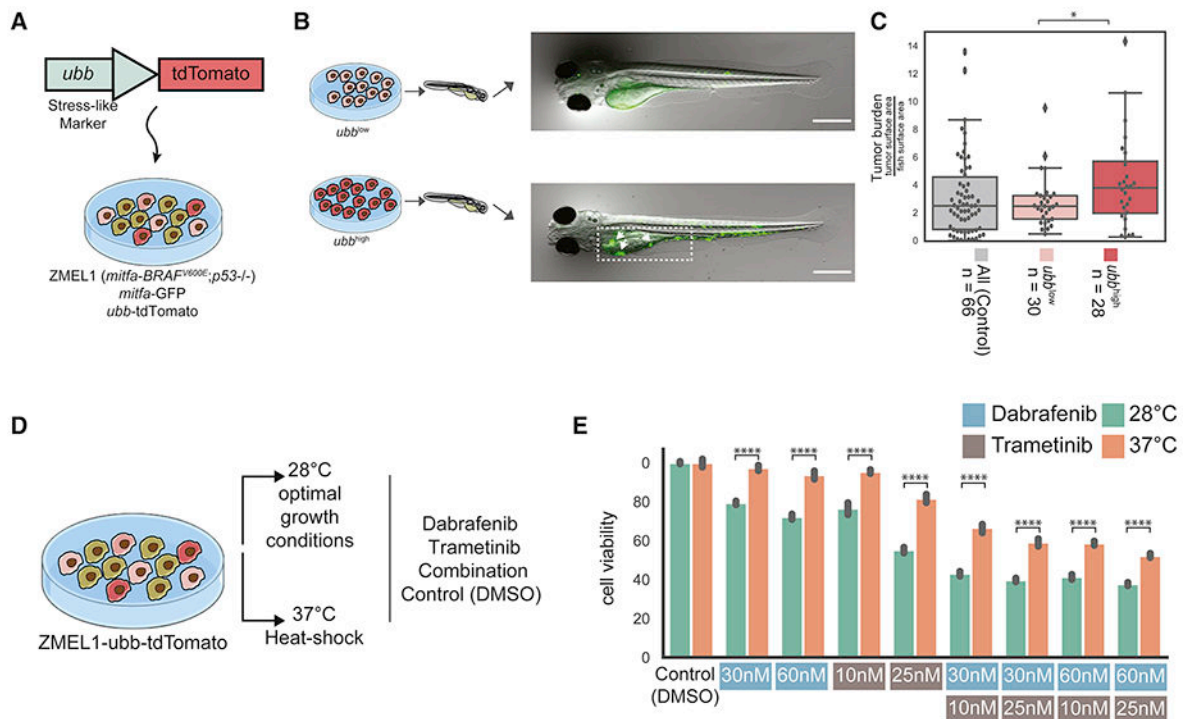 A
ubb
tdTomato
Stress-like
Marker
ZMEL1 (mitfa-BRAFV600E;p53-/-)
mitfa-GFP
ubb-tdTomato
B
ubblow
ubbhigh
C
*
Tumor burden
tumor surface area
fish surface area
14
12
10
8
6
4
2
0
All (Control)
n = 66
ubblow
n = 30
ubbhigh
n = 28
D
28°C
optimal
growth
conditions
37°C
Heat-shock
Dabrafenib
Trametinib
Combination
Control (DMSO)
ZMEL1-ubb-tdTomato
E
Dabrafenib 28°C
Trametinib 37°C
cell viability
0
80
60
40
20
0
**** **** **** **** **** **** **** ****
Control 30nM 60nM 10nM 25nM 30nM 30nM 60nM 60nM
(DMSO) 10nM 25nM 10nM 25nM